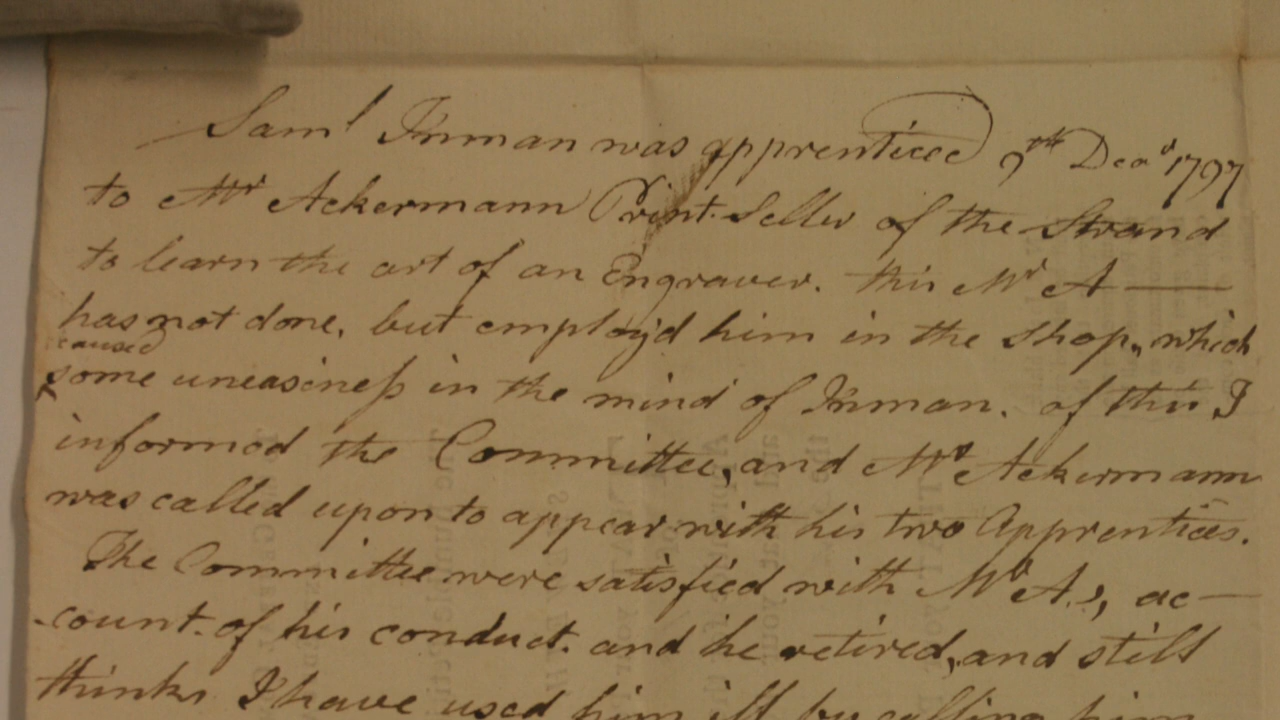 Saml Inman was apprenticed 9th Decr 1797
to Mr Ackermann Print-Seller of the Strand
to learn the art of an Engraver. this Mr A——
has not done, but employ'd him in the shop, which
caused
some uneasiness in the mind of Inman. of this I
informed the Committee, and Mr Ackermann
was called upon to appear with his two Apprentices.
The Committee were satisfied with Mr A.s, ac-
-count of his conduct. and he retired, and still
thinks I have used him ill by calling him